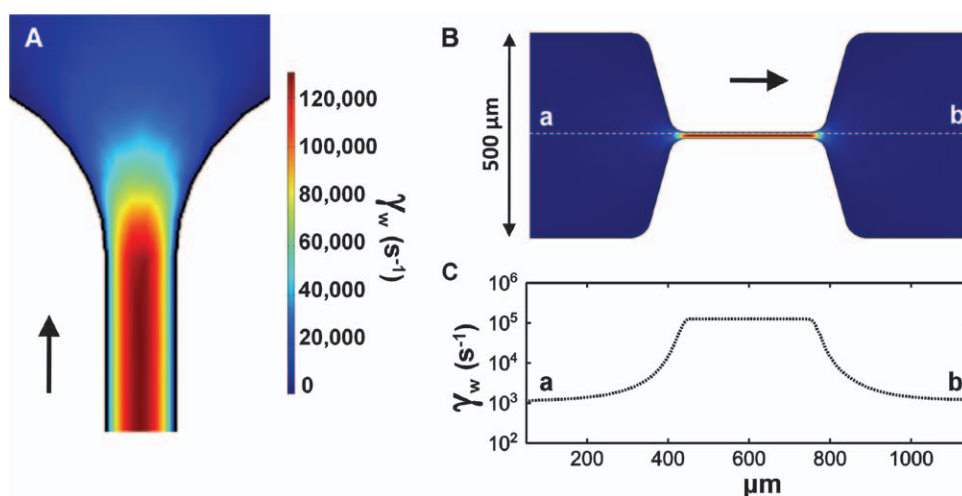 A
120,000
100,000
80,000
60,000
40,000
20,000
0
γw (s-1)
B
a
b
500 µm
C
γw (s-1)
10⁶
10⁵
10⁴
10³
10²
a
b
200 400 600 800 1000
µm